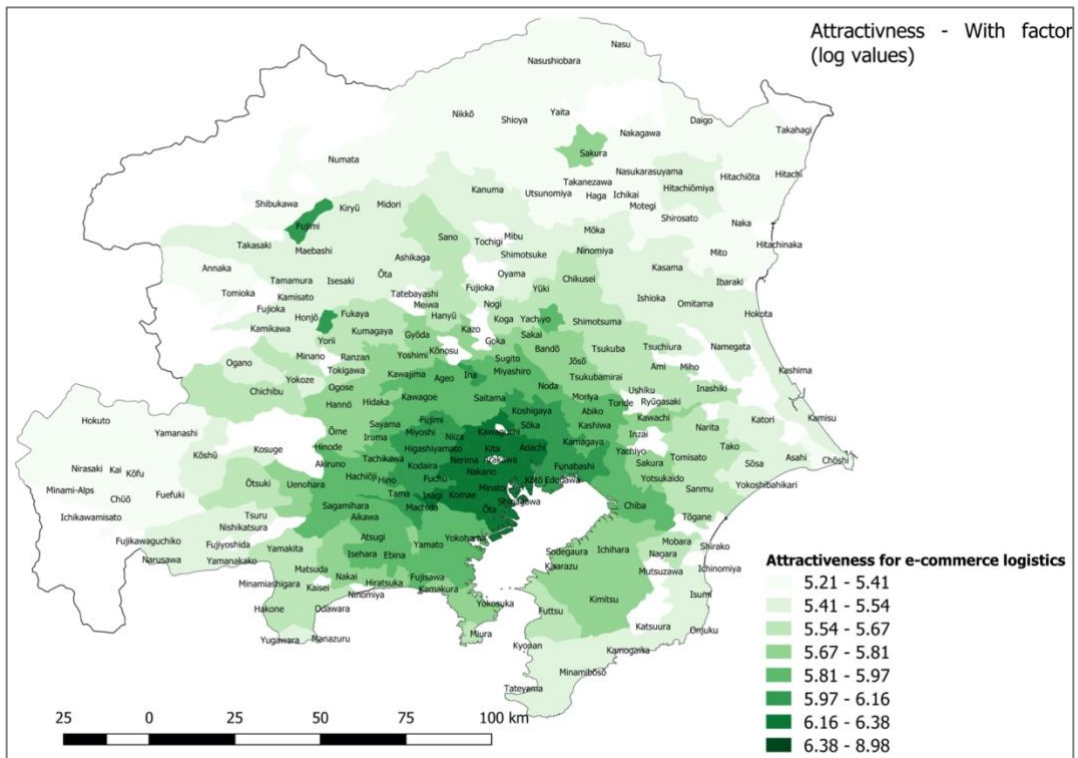 Attractivness - With factor
(log values)
Nasu
Nasushiobara
Nikkō
Shioya
Yaita
Daigo
Nakagawa
Takahagi
Sakura
Numata
Nasukarasuyama
Takanezawa
Hitachiōta
Hitachi
Kanuma
Utsunomiya
Haga
Ichikai
Hitachiōmiya
Motegi
Shibukawa
Kiryū
Midori
Shirosato
Fujimi
Naka
Mōka
Sano
Mibu
Tochigi
Hitachinaka
Takasaki
Maebashi
Ashikaga
Shimotsuke
Ninomiya
Mito
Annaka
Ōta
Oyama
Kasama
Tamamura
Isesaki
Chikusei
Ibaraki
Tomioka
Kamisato
Tatebayashi
Fujioka
Yūki
Ishioka
Omitama
Fujioka
Meiwa
Nogi
Honjō
Fukaya
Hanyū
Koga
Yachiyo
Shimotsuma
Hokota
Kamikawa
Kumagaya
Gyōda
Kazo
Sakai
Yorii
Goka
Minano
Ranzan
Yoshimi
Kōnosu
Bandō
Tsukuba
Tsuchiura
Namegata
Ogano
Tokigawa
Sugito
Jōsō
Ami
Miho
Kashima
Yokoze
Kawajima
Ageo
Ina
Miyashiro
Tsukubamirai
Chichibu
Ogose
Noda
Ushiku
Inashiki
Hannō
Hidaka
Kawagoe
Saitama
Moriya
Toride
Ryūgasaki
Hokuto
Koshigaya
Abiko
Kawachi
Katori
Kamisu
Yamanashi
Ōme
Sayama
Fujimi
Sōka
Kashiwa
Narita
Iruma
Miyoshi
Niiza
Kawaguchi
Inzai
Kōshū
Kosuge
Hinode
Higashiyamato
Kita
Adachi
Kamagaya
Yachiyo
Tako
Nirasaki
Kai
Kōfu
Akiruno
Tachikawa
Kodaira
Nerima
Arakawa
Funabashi
Sakura
Tomisato
Sōsa
Asahi
Chōshi
Minami-Alps
Chūō
Fuefuki
Ōtsuki
Uenohara
Hachiōji
Hino
Fuchū
Nakano
Kōtō
Edogawa
Yotsukaidō
Sanmu
Yokoshibahikari
Ichikawamisato
Tsuru
Sagamihara
Tama
Inagi
Komae
Minato
Shinagawa
Chiba
Nishikatsura
Aikawa
Machida
Ōta
Tōgane
Fujikawaguchiko
Fujiyoshida
Yamakita
Atsugi
Yamato
Yokohama
Mobara
Shirako
Narusawa
Yamanakako
Isehara
Ebina
Sodegaura
Ichihara
Nagara
Matsuda
Kisarazu
Mutsuzawa
Ichinomiya
Minamiashigara
Kaisei
Nakai
Hiratsuka
Fujisawa
Ninomiya
Kamakura
Isumi
Hakone
Odawara
Yokosuka
Futtsu
Kimitsu
Katsuura
Onjuku
Yugawara
Manazuru
Miura
Kyonan
Kamogawa
Minamibōsō
Tateyama
Attractiveness for e-commerce logistics
5.21 - 5.41
5.41 - 5.54
5.54 - 5.67
5.67 - 5.81
5.81 - 5.97
5.97 - 6.16
6.16 - 6.38
6.38 - 8.98
25 0 25 50 75 100 km